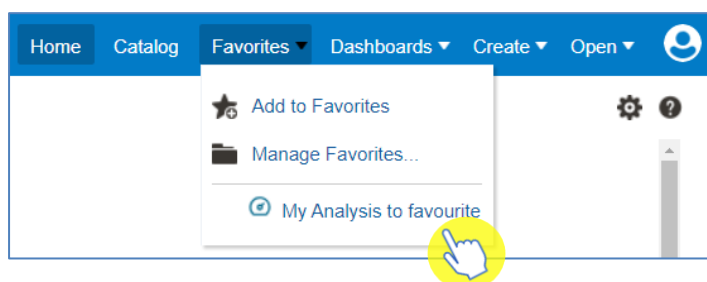 Home Catalog Favorites Dashboards Create Open
Add to Favorites
Manage Favorites...
My Analysis to favourite